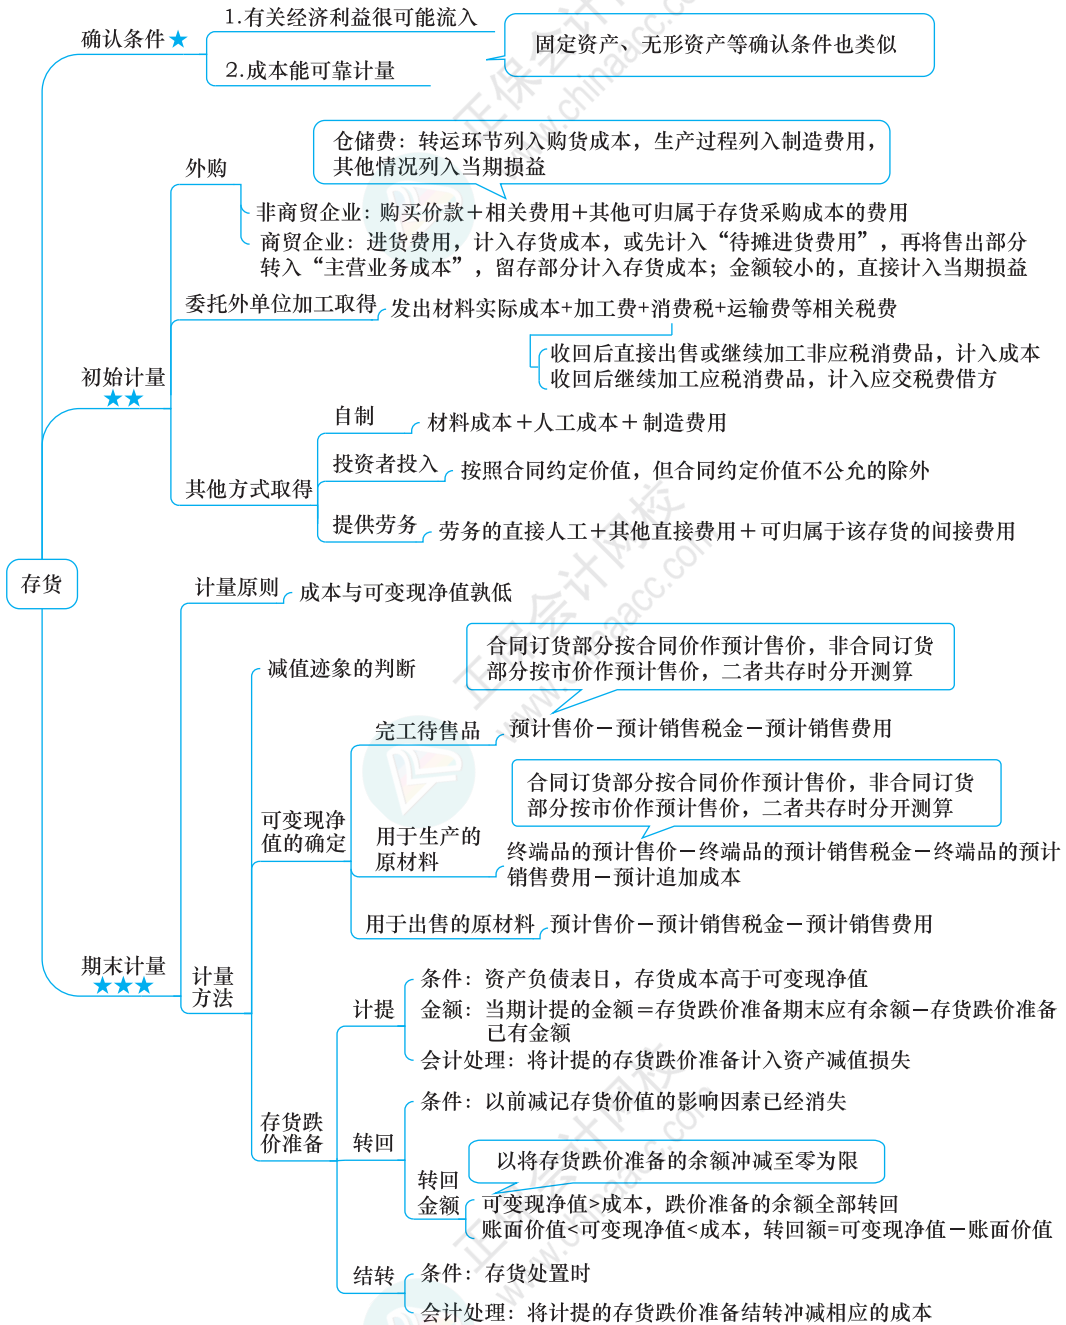 1.有关经济利益很可能流入
确认条件★
固定资产、无形资产等确认条件也类似
2.成本能可靠计量
仓储费：转运环节列入购货成本，生产过程列入制造费用，
其他情况列入当期损益
外购
非商贸企业：购买价款＋相关费用＋其他可归属于存货采购成本的费用
商贸企业：进货费用，计入存货成本，或先计入“待摊进货费用”，再将售出部分
转入“主营业务成本”，留存部分计入存货成本；金额较小的，直接计入当期损益
委托外单位加工取得
发出材料实际成本+加工费+消费税+运输费等相关税费
收回后直接出售或继续加工非应税消费品，计入成本
收回后继续加工应税消费品，计入应交税费借方
初始计量
★★
自制
材料成本＋人工成本＋制造费用
投资者投入
按照合同约定价值，但合同约定价值不公允的除外
其他方式取得
提供劳务
劳务的直接人工＋其他直接费用＋可归属于该存货的间接费用
存货
计量原则
成本与可变现净值孰低
合同订货部分按合同价作预计售价，非合同订货
部分按市价作预计售价，二者共存时分开测算
减值迹象的判断
完工待售品
预计售价－预计销售税金－预计销售费用
合同订货部分按合同价作预计售价，非合同订货
部分按市价作预计售价，二者共存时分开测算
可变现净
值的确定
用于生产的
原材料
终端品的预计售价－终端品的预计销售税金－终端品的预计
销售费用－预计追加成本
用于出售的原材料
预计售价－预计销售税金－预计销售费用
期末计量
★★★
计量
方法
条件：资产负债表日，存货成本高于可变现净值
计提
金额：当期计提的金额＝存货跌价准备期末应有余额－存货跌价准备
已有金额
会计处理：将计提的存货跌价准备计入资产减值损失
条件：以前减记存货价值的影响因素已经消失
存货跌
价准备
转回
以将存货跌价准备的余额冲减至零为限
转回
金额
可变现净值>成本，跌价准备的余额全部转回
账面价值<可变现净值<成本，转回额=可变现净值－账面价值
结转
条件：存货处置时
会计处理：将计提的存货跌价准备结转冲减相应的成本
正保会计网校
www.chinaacc.com
正保会计网校
www.chinaacc.com
正保会计网校
www.chinaacc.com